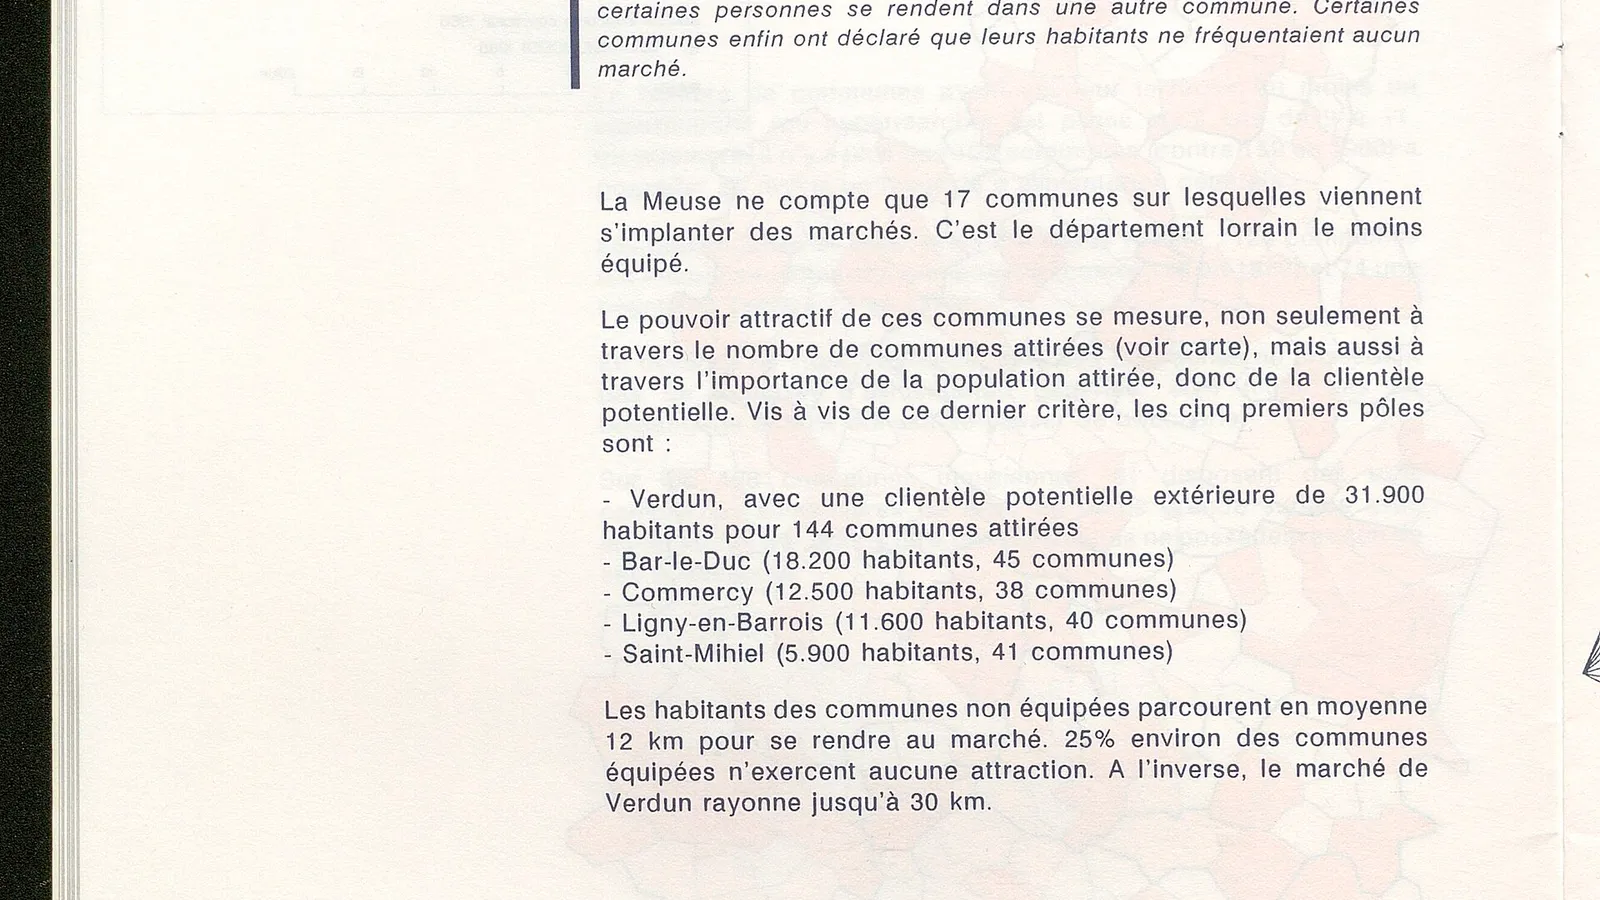 certaines personnes se rendent dans une autre commune. Certaines
communes enfin ont déclaré que leurs habitants ne fréquentaient aucun
marché.
La Meuse ne compte que 17 communes sur lesquelles viennent
s'implanter des marchés. C'est le département lorrain le moins
équipé.
Le pouvoir attractif de ces communes se mesure, non seulement à
travers le nombre de communes attirées (voir carte), mais aussi à
travers l'importance de la population attirée, donc de la clientèle
potentielle. Vis à vis de ce dernier critère, les cinq premiers pôles
sont :
- Verdun, avec une clientèle potentielle extérieure de 31.900
habitants pour 144 communes attirées
- Bar-le-Duc (18.200 habitants, 45 communes)
- Commercy (12.500 habitants, 38 communes)
- Ligny-en-Barrois (11.600 habitants, 40 communes)
- Saint-Mihiel (5.900 habitants, 41 communes)
Les habitants des communes non équipées parcourent en moyenne
12 km pour se rendre au marché. 25% environ des communes
équipées n'exercent aucune attraction. A l'inverse, le marché de
Verdun rayonne jusqu'à 30 km.